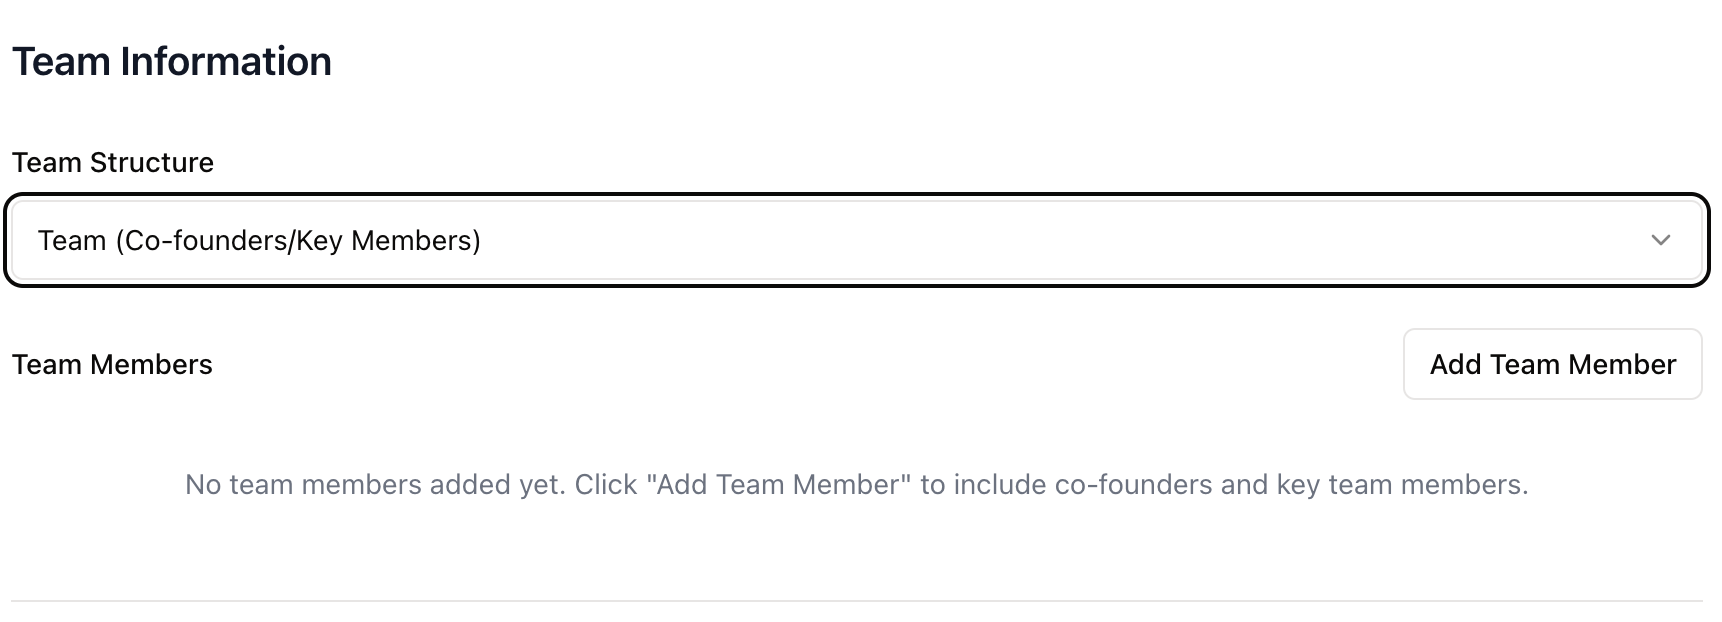 Team Information
Team Structure
Team (Co-founders/Key Members)
Team Members
Add Team Member
No team members added yet. Click "Add Team Member" to include co-founders and key team members.